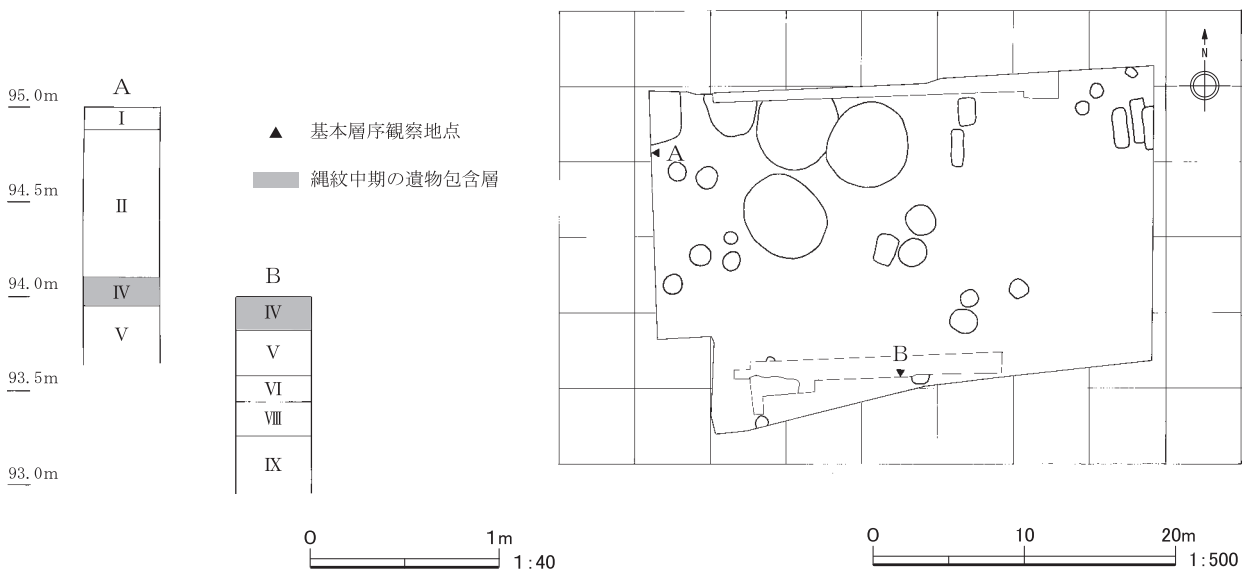 A
95.0m
I
94.5m
II
94.0m
IV
V
93.5m
93.0m
B
IV
V
VI
VIII
IX
▲ 基本層序観察地点
縄紋中期の遺物包含層
0 1m
1:40
N
A
B
0 10 20m
1:500